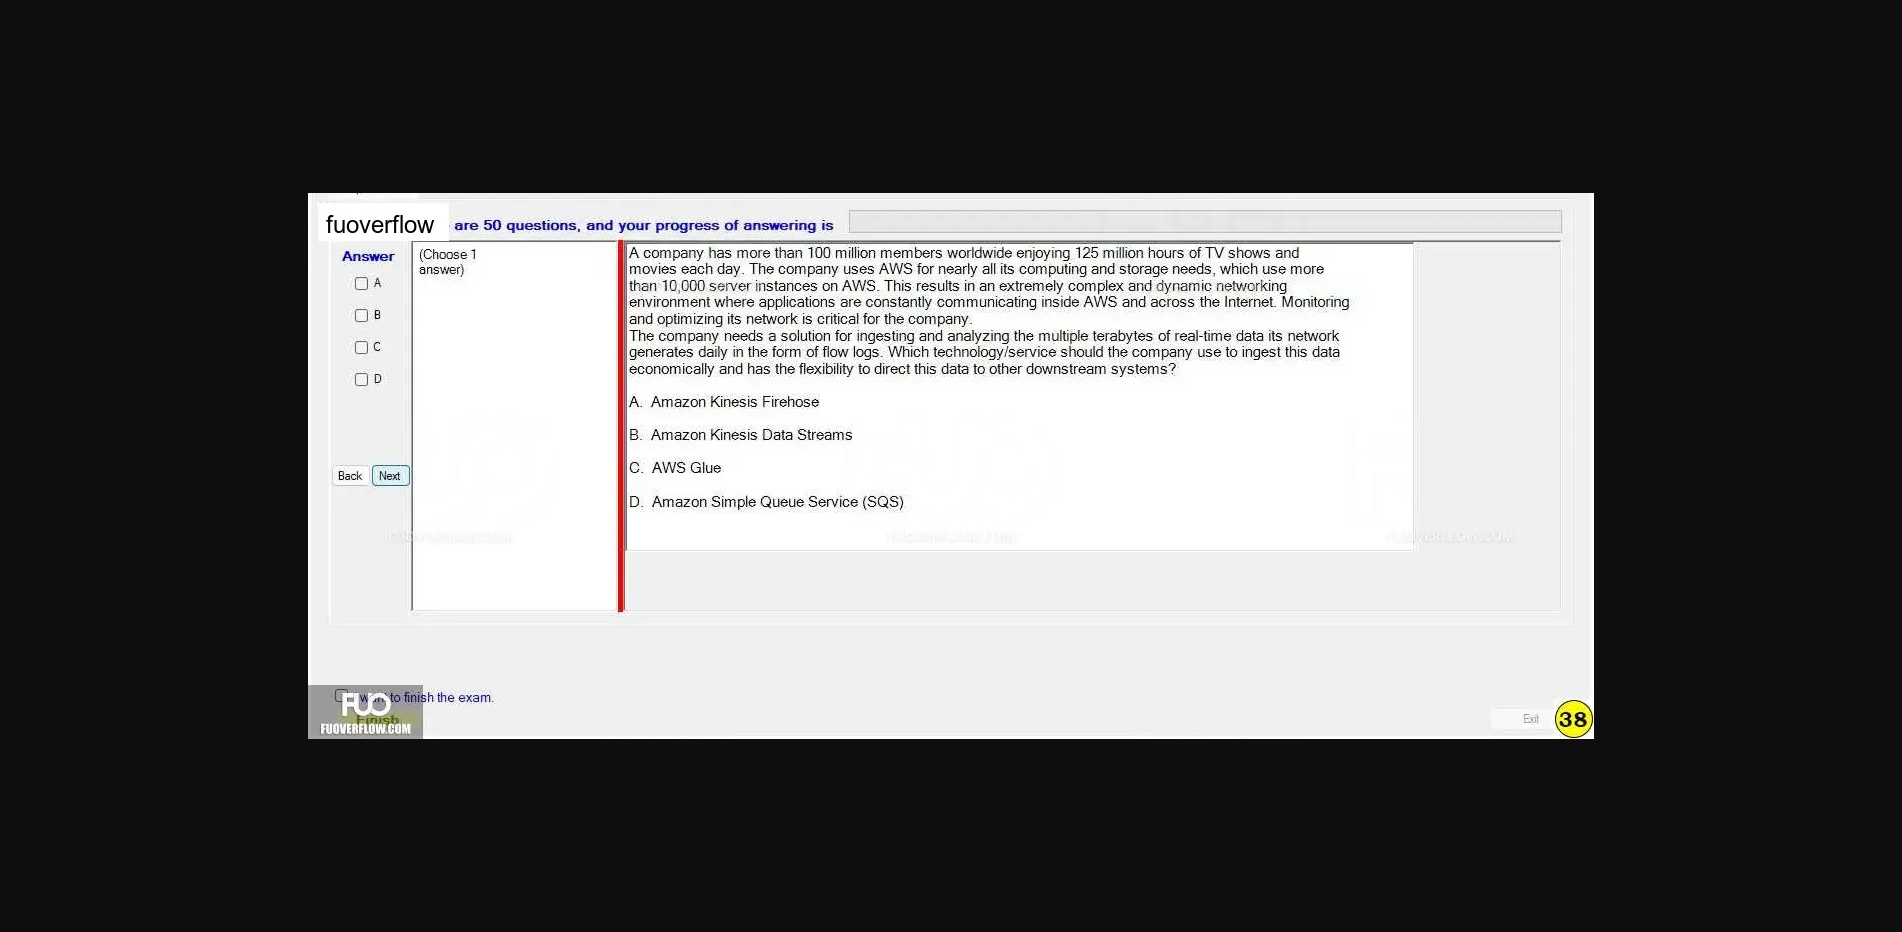 fuoverflow are 50 questions, and your progress of answering is
Answer
(Choose 1
answer)
A
B
C
D
Back Next
A company has more than 100 million members worldwide enjoying 125 million hours of TV shows and
movies each day. The company uses AWS for nearly all its computing and storage needs, which use more
than 10,000 server instances on AWS. This results in an extremely complex and dynamic networking
environment where applications are constantly communicating inside AWS and across the Internet. Monitoring
and optimizing its network is critical for the company.
The company needs a solution for ingesting and analyzing the multiple terabytes of real-time data its network
generates daily in the form of flow logs. Which technology/service should the company use to ingest this data
economically and has the flexibility to direct this data to other downstream systems?
A. Amazon Kinesis Firehose
B. Amazon Kinesis Data Streams
C. AWS Glue
D. Amazon Simple Queue Service (SQS)
FUOVERFLOW.COM FUOVERFLOW.COM FUOVERFLOW.COM
I want to finish the exam.
FUO
Finish
FUOVERFLOW.COM
Exit 38